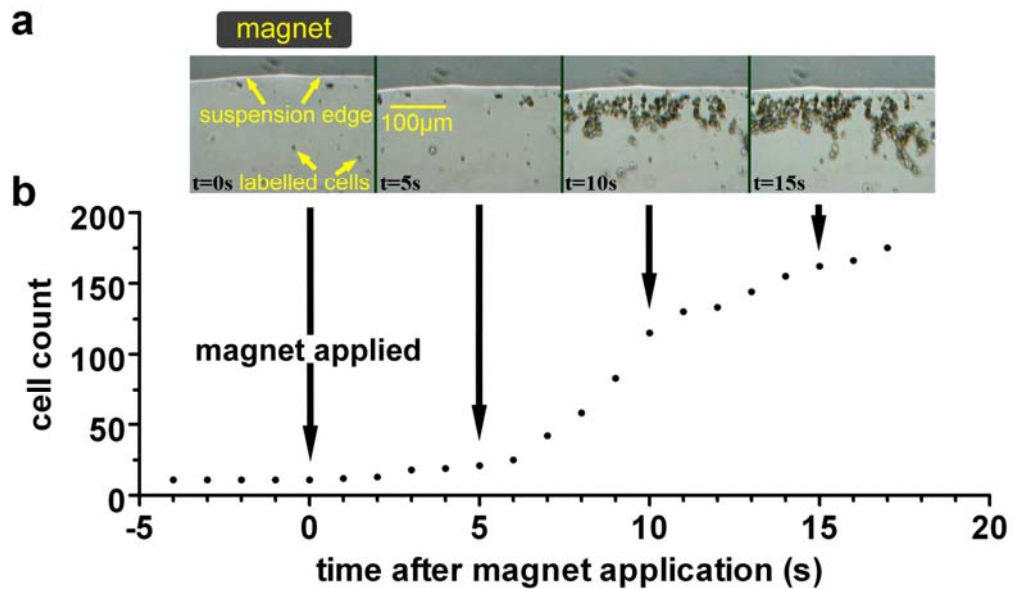 a
magnet
suspension edge
100µm
labelled cells
t=0s
t=5s
t=10s
t=15s
b
200
150
100
50
0
cell count
magnet applied
-5
0
5
10
15
20
time after magnet application (s)